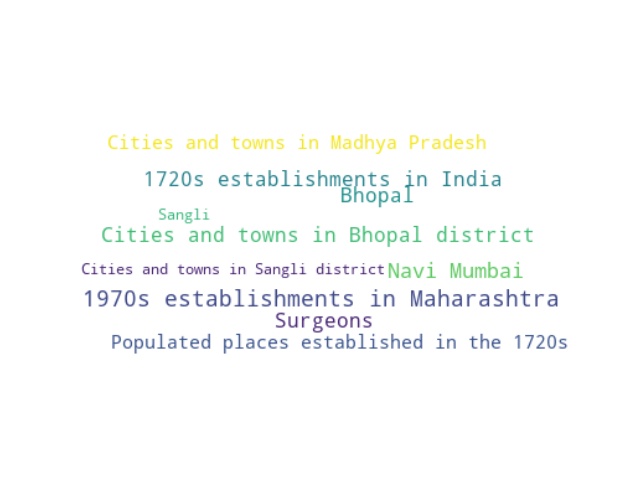 Cities and towns in Madhya Pradesh
1720s establishments in India
Bhopal
Sangli
Cities and towns in Bhopal district
Cities and towns in Sangli district
Navi Mumbai
1970s establishments in Maharashtra
Surgeons
Populated places established in the 1720s